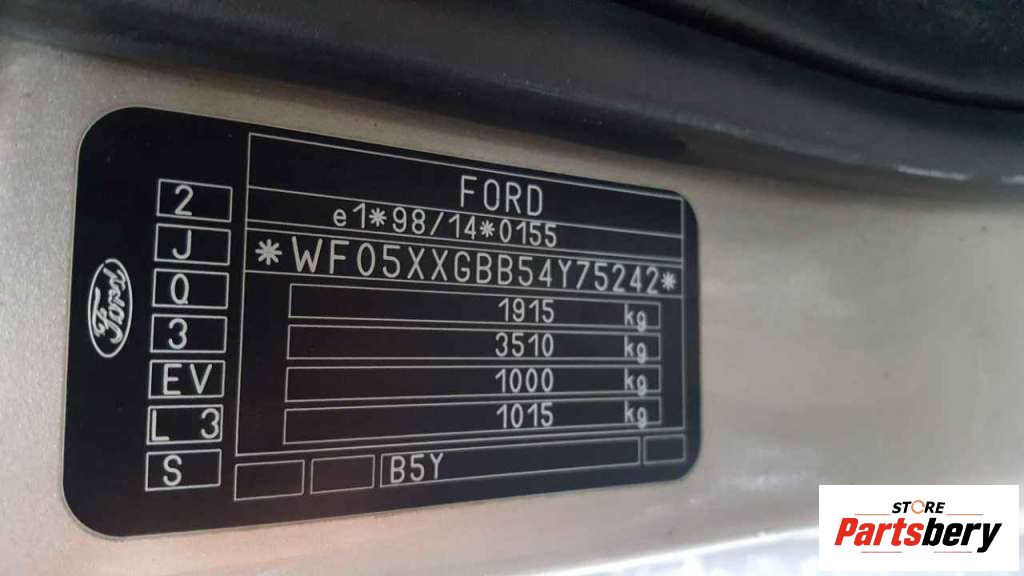 FORD
e1*98/14*0155
*WF05XXGBB54Y75242*
1915 kg
3510 kg
1000 kg
1015 kg
B5Y
2
J
Q
3
EV
L 3
S
Ford
STORE
Partsbery